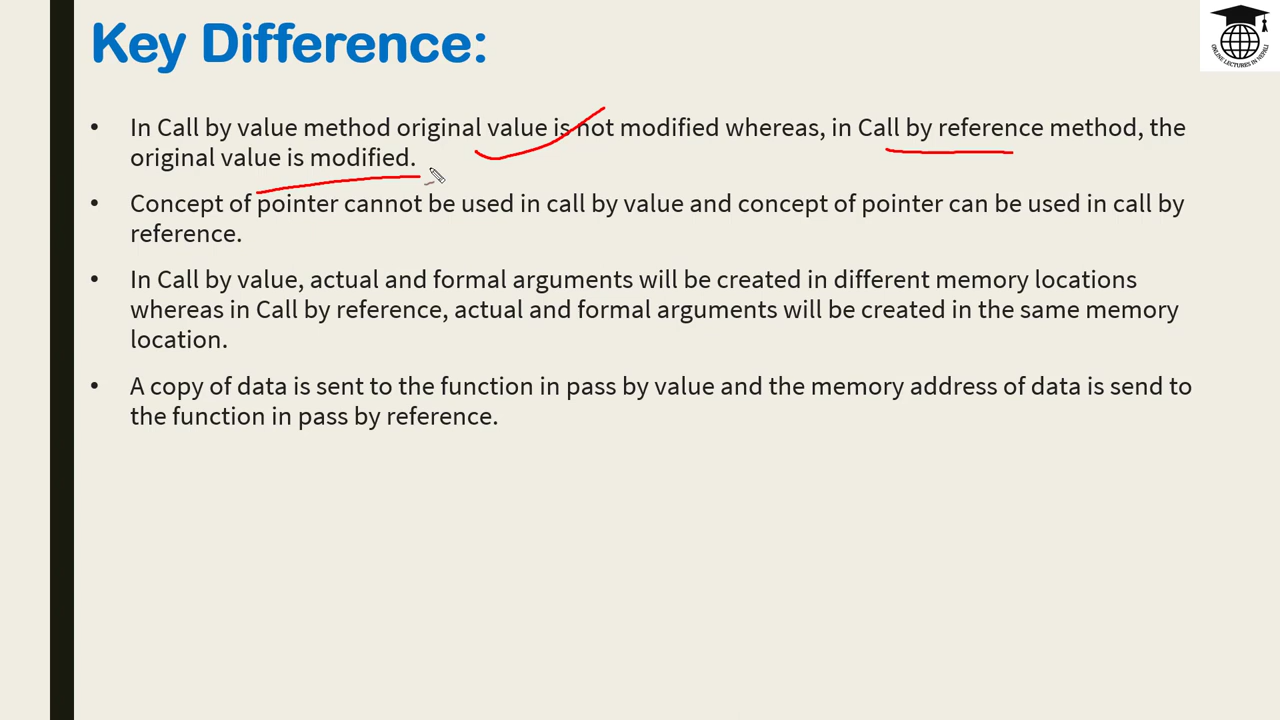 Key Difference:
ONLINE LECTURES IN NEPALI
• In Call by value method original value is not modified whereas, in Call by reference method, the
original value is modified.
• Concept of pointer cannot be used in call by value and concept of pointer can be used in call by
reference.
• In Call by value, actual and formal arguments will be created in different memory locations
whereas in Call by reference, actual and formal arguments will be created in the same memory
location.
• A copy of data is sent to the function in pass by value and the memory address of data is send to
the function in pass by reference.